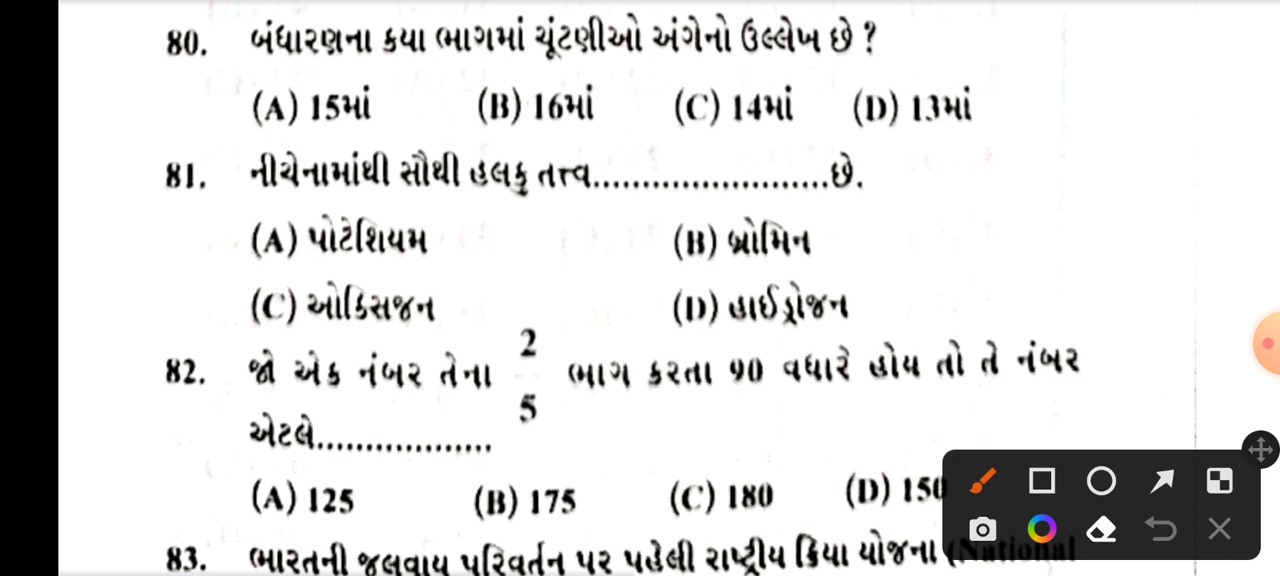 80. બંધારણના કયા ભાગમાં ચૂંટણીઓ અંગેનો ઉલ્લેખ છે ?
(A) 15માં (B) 16માં (C) 14માં (D) 13માં
81. નીચેનામાંથી સૌથી હલકુ તત્ત્વ........................છે.
(A) પોટેશિયમ (B) બ્રોમિન
(C) ઓક્સિજન (D) હાઈડ્રોજન
82. જો એક નંબર તેના 2/5 ભાગ કરતા 90 વધારે હોય તો તે નંબર
એટલે..................
(A) 125 (B) 175 (C) 180 (D) 150
83. ભારતની જલવાયુ પરિવર્તન પર પહેલી રાષ્ટ્રીય ક્રિયા યોજના (National